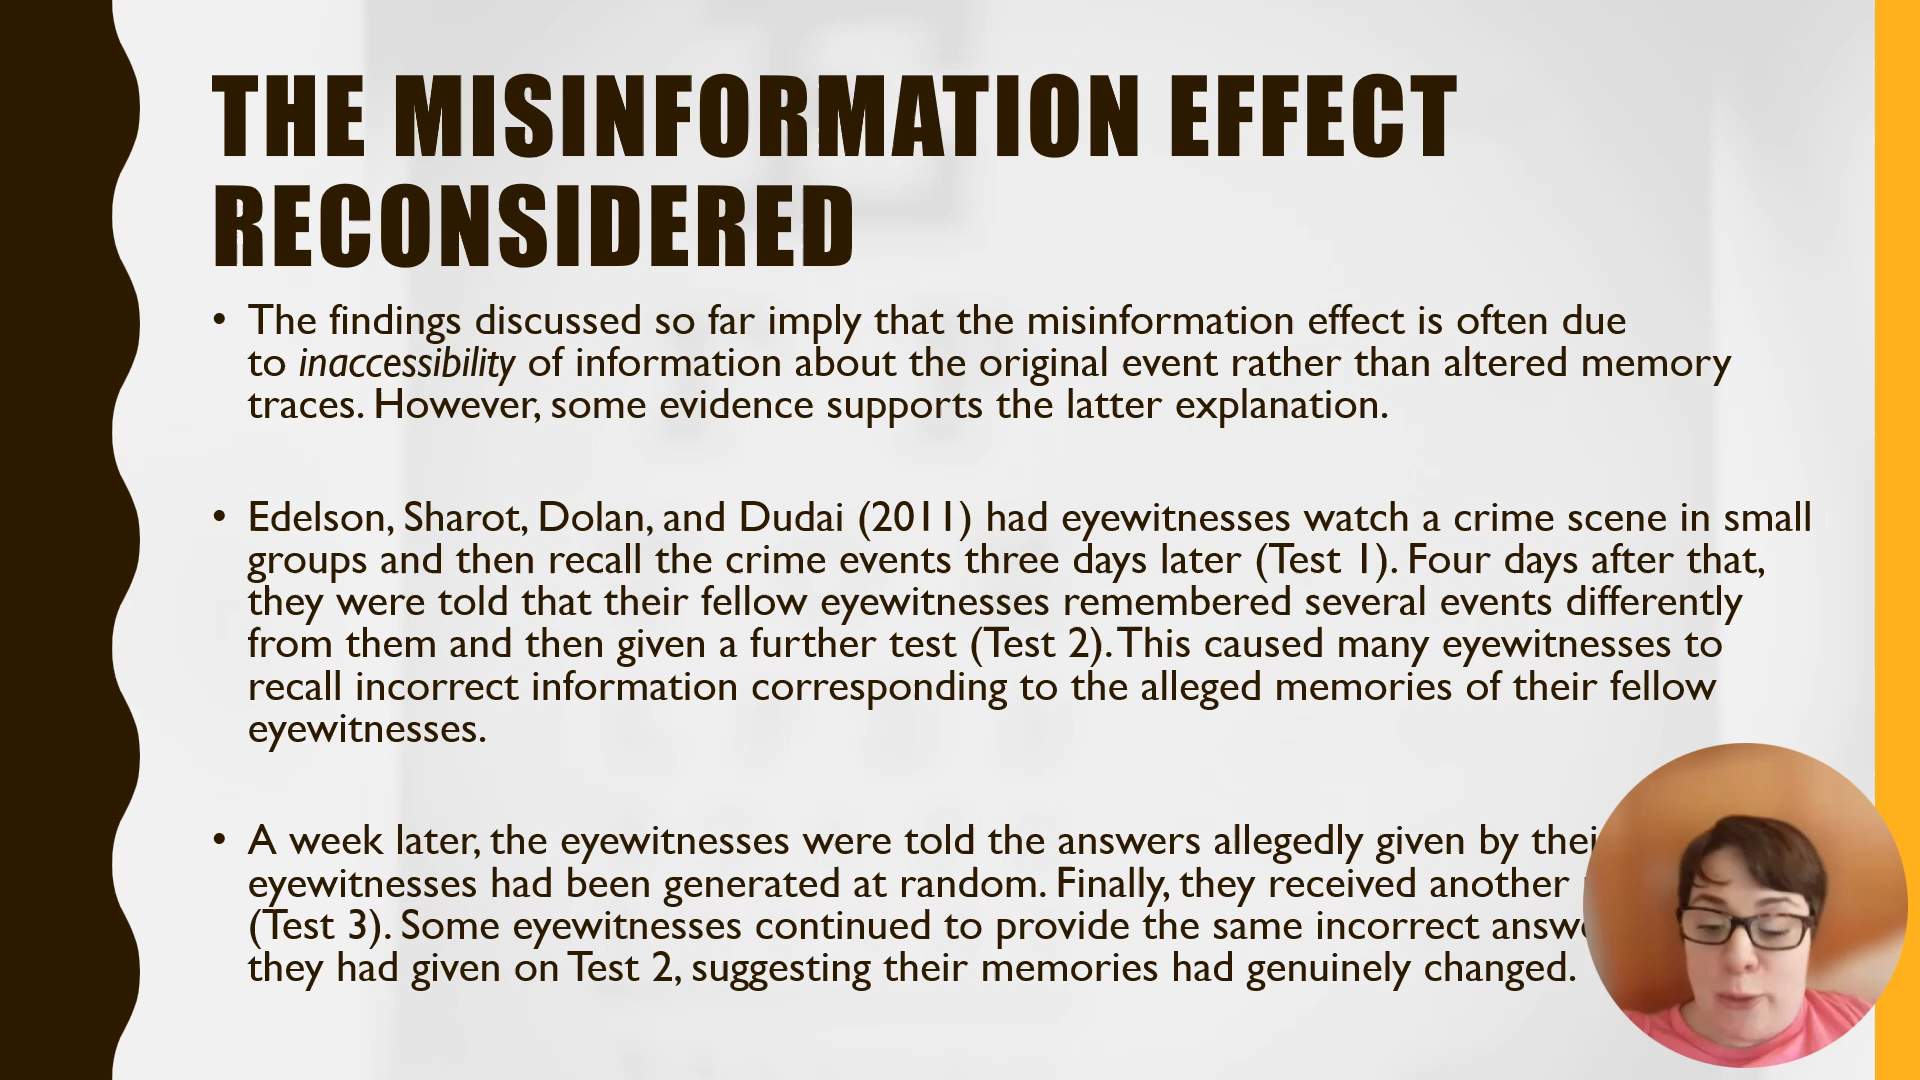 THE MISINFORMATION EFFECT
RECONSIDERED
• The findings discussed so far imply that the misinformation effect is often due
to inaccessibility of information about the original event rather than altered memory
traces. However, some evidence supports the latter explanation.
• Edelson, Sharot, Dolan, and Dudai (2011) had eyewitnesses watch a crime scene in small
groups and then recall the crime events three days later (Test 1). Four days after that,
they were told that their fellow eyewitnesses remembered several events differently
from them and then given a further test (Test 2). This caused many eyewitnesses to
recall incorrect information corresponding to the alleged memories of their fellow
eyewitnesses.
• A week later, the eyewitnesses were told the answers allegedly given by
eyewitnesses had been generated at random. Finally, they received another
(Test 3). Some eyewitnesses continued to provide the same incorrect
they had given on Test 2, suggesting their memories had genuinely changed.